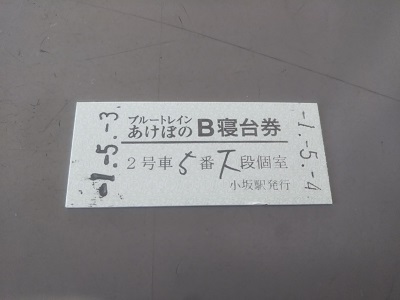 -1.-5.-3.
ブルートレイン
あけぼの B寝台券
2号車 5番下段個室
小坂駅発行
-1.-5.-4